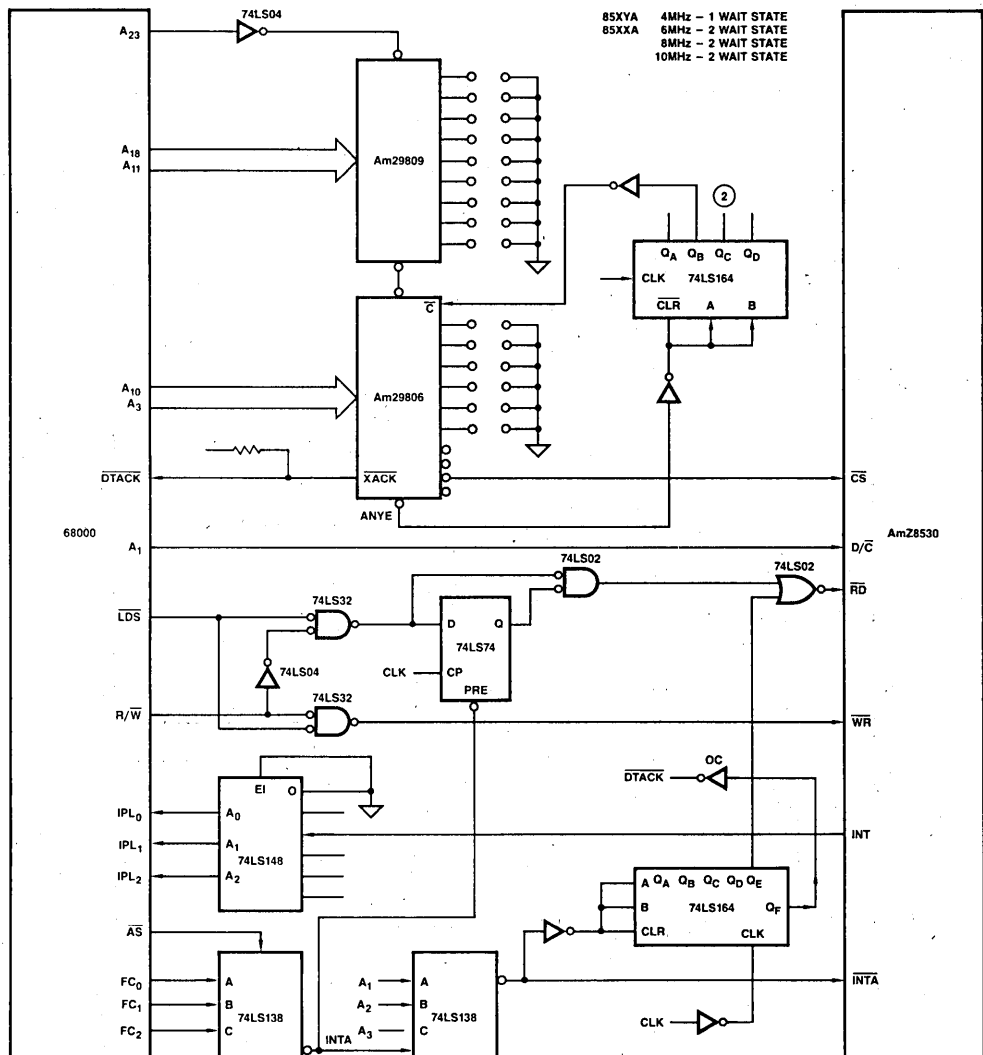 74LS04
85XYA 4MHz – 1 WAIT STATE
85XXA 6MHz – 2 WAIT STATE
8MHz – 2 WAIT STATE
10MHz – 2 WAIT STATE
A23
A18
A11
Am29809
2
QA QB QC QD
CLK 74LS164
CLR A B
C
A10
A3
Am29806
DTACK
XACK
CS
ANYE
68000
AmZ8530
A1
D/C
74LS02
74LS02
RD
LDS
74LS32
D Q
74LS74
CLK CP
PRE
74LS04
74LS32
R/W
WR
OC
DTACK
EI O
IPL0 A0
IPL1 A1
74LS148
IPL2 A2
INT
A QA QB QC QD QE
B 74LS164 QF
CLR CLK
AS
FC0 A
FC1 B
FC2 C
74LS138
INTA
A1 A
A2 B
A3 C
74LS138
INTA
CLK